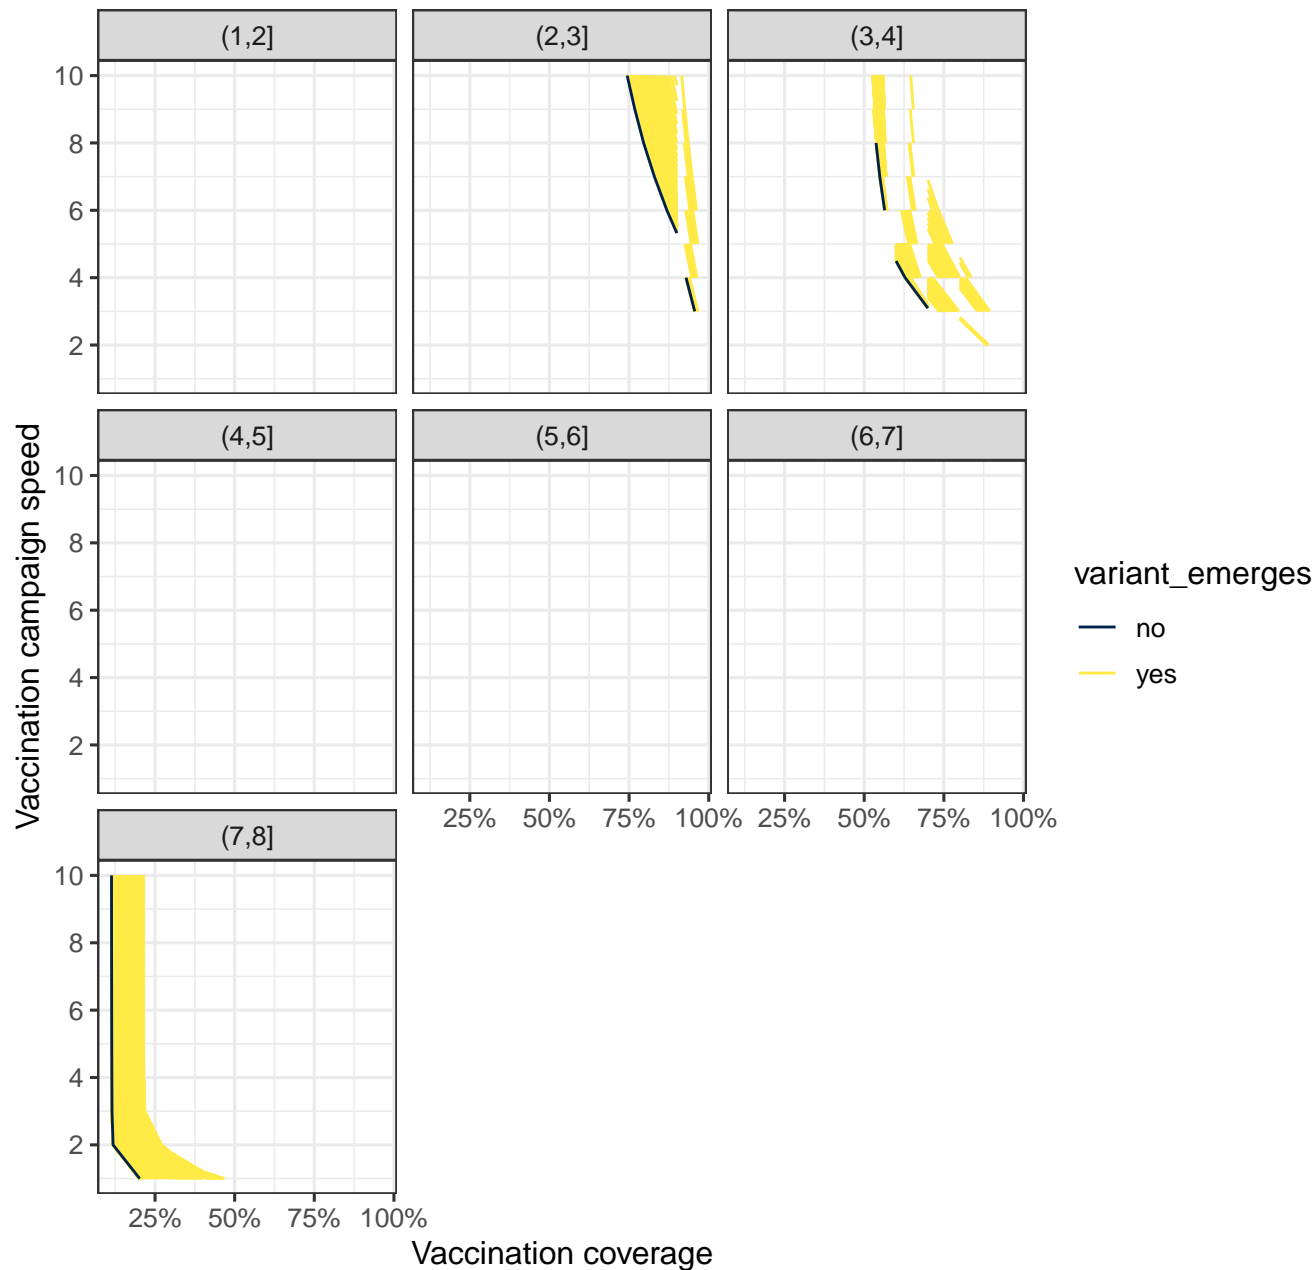 (1,2]
(2,3]
(3,4]
10
8
6
4
2
(4,5]
(5,6]
(6,7]
10
8
6
4
2
25% 50% 75% 100%
25% 50% 75% 100%
(7,8]
10
8
6
4
2
25% 50% 75% 100%
Vaccination coverage
Vaccination campaign speed
variant_emerges
no
yes